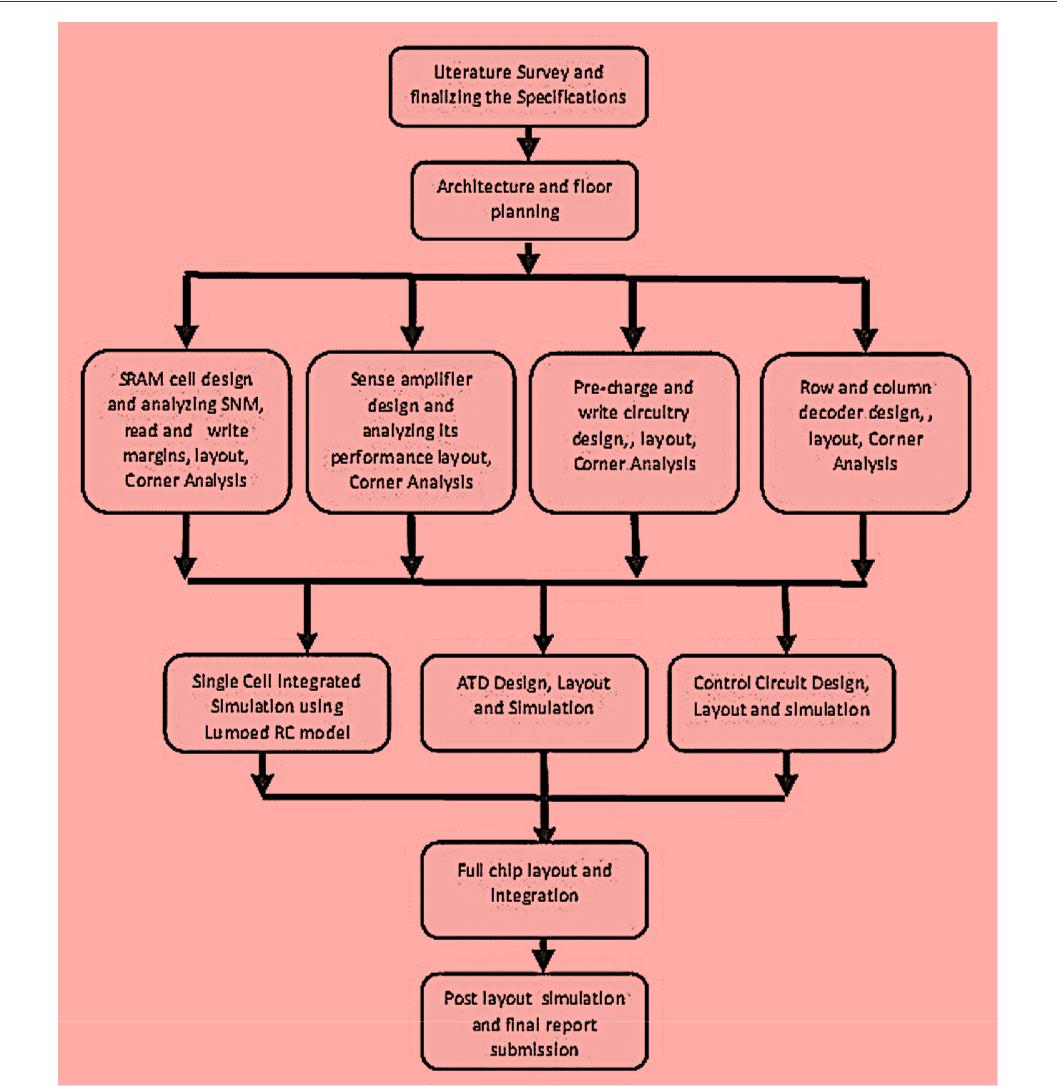 Literature Survey and
finalizing the Specifications
Architecture and floor
planning
SRAM cell design
and analyzing SNM,
read and write
margins, layout,
Corner Analysis
Sense amplifier
design and
analyzing its
performance layout,
Corner Analysis
Pre-charge and
write circuitry
design,, layout,
Corner Analysis
Row and column
decoder design,,
layout, Corner
Analysis
Single Cell Integrated
Simulation using
Lumped RC model
ATD Design, Layout
and Simulation
Control Circuit Design,
Layout and simulation
Full chip layout and
Integration
Post layout simulation
and final report
submission